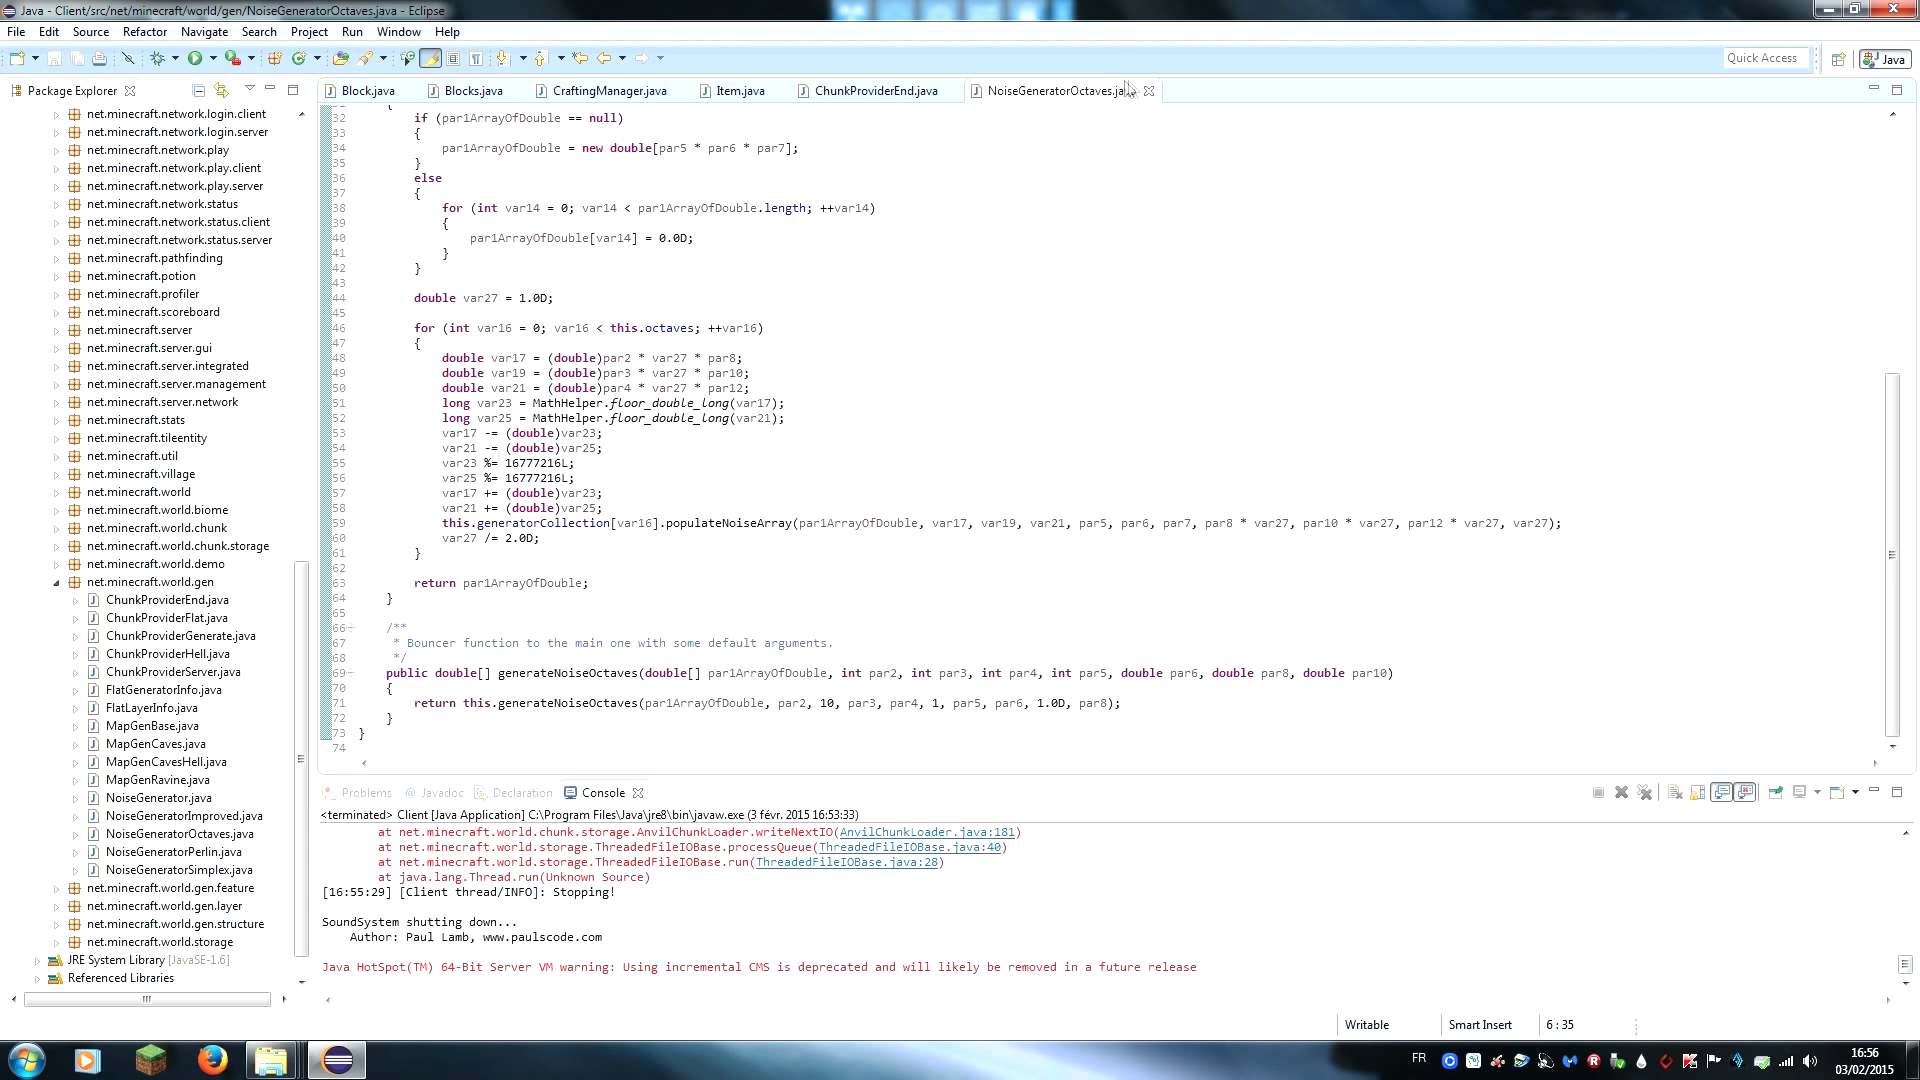 Java - Client/src/net/minecraft/world/gen/NoiseGeneratorOctaves.java - Eclipse
File Edit Source Refactor Navigate Search Project Run Window Help
Quick Access Java
Package Explorer
Block.java Blocks.java CraftingManager.java Item.java ChunkProviderEnd.java NoiseGeneratorOctaves.ja
net.minecraft.network.login.client
net.minecraft.network.login.server
net.minecraft.network.play
net.minecraft.network.play.client
net.minecraft.network.play.server
net.minecraft.network.status
net.minecraft.network.status.client
net.minecraft.network.status.server
net.minecraft.pathfinding
net.minecraft.potion
net.minecraft.profiler
net.minecraft.scoreboard
net.minecraft.server
net.minecraft.server.gui
net.minecraft.server.integrated
net.minecraft.server.management
net.minecraft.server.network
net.minecraft.stats
net.minecraft.tileentity
net.minecraft.util
net.minecraft.village
net.minecraft.world
net.minecraft.world.biome
net.minecraft.world.chunk
net.minecraft.world.chunk.storage
net.minecraft.world.demo
net.minecraft.world.gen
ChunkProviderEnd.java
ChunkProviderFlat.java
ChunkProviderGenerate.java
ChunkProviderHell.java
ChunkProviderServer.java
FlatGeneratorInfo.java
FlatLayerInfo.java
MapGenBase.java
MapGenCaves.java
MapGenCavesHell.java
MapGenRavine.java
NoiseGenerator.java
NoiseGeneratorImproved.java
NoiseGeneratorOctaves.java
NoiseGeneratorPerlin.java
NoiseGeneratorSimplex.java
net.minecraft.world.gen.feature
net.minecraft.world.gen.layer
net.minecraft.world.gen.structure
net.minecraft.world.storage
JRE System Library [JavaSE-1.6]
Referenced Libraries
31 {
32 if (par1ArrayOfDouble == null)
33 {
34 par1ArrayOfDouble = new double[par5 * par6 * par7];
35 }
36 else
37 {
38 for (int var14 = 0; var14 < par1ArrayOfDouble.length; ++var14)
39 {
40 par1ArrayOfDouble[var14] = 0.0D;
41 }
42 }
43
44 double var27 = 1.0D;
45
46 for (int var16 = 0; var16 < this.octaves; ++var16)
47 {
48 double var17 = (double)par2 * var27 * par8;
49 double var19 = (double)par3 * var27 * par10;
50 double var21 = (double)par4 * var27 * par12;
51 long var23 = MathHelper.floor_double_long(var17);
52 long var25 = MathHelper.floor_double_long(var21);
53 var17 -= (double)var23;
54 var21 -= (double)var25;
55 var23 %= 16777216L;
56 var25 %= 16777216L;
57 var17 += (double)var23;
58 var21 += (double)var25;
59 this.generatorCollection[var16].populateNoiseArray(par1ArrayOfDouble, var17, var19, var21, par5, par6, par7, par8 * var27, par10 * var27, par12 * var27, var27);
60 var27 /= 2.0D;
61 }
62
63 return par1ArrayOfDouble;
64 }
65
66 /**
67 * Bouncer function to the main one with some default arguments.
68 */
69 public double[] generateNoiseOctaves(double[] par1ArrayOfDouble, int par2, int par3, int par4, int par5, double par6, double par8, double par10)
70 {
71 return this.generateNoiseOctaves(par1ArrayOfDouble, par2, 10, par3, par4, 1, par5, par6, 1.0D, par8);
72 }
73 }
74
Problems @ Javadoc Declaration Console
<terminated> Client [Java Application] C:\Program Files\Java\jre8\bin\javaw.exe (3 févr. 2015 16:53:33)
at net.minecraft.world.chunk.storage.AnvilChunkLoader.writeNextIO(AnvilChunkLoader.java:181)
at net.minecraft.world.storage.ThreadedFileIOBase.processQueue(ThreadedFileIOBase.java:40)
at net.minecraft.world.storage.ThreadedFileIOBase.run(ThreadedFileIOBase.java:28)
at java.lang.Thread.run(Unknown Source)
[16:55:29] [Client thread/INFO]: Stopping!
SoundSystem shutting down...
Author: Paul Lamb, www.paulscode.com
Java HotSpot(TM) 64-Bit Server VM warning: Using incremental CMS is deprecated and will likely be removed in a future release
Writable Smart Insert 6 : 35
FR 16:56
03/02/2015